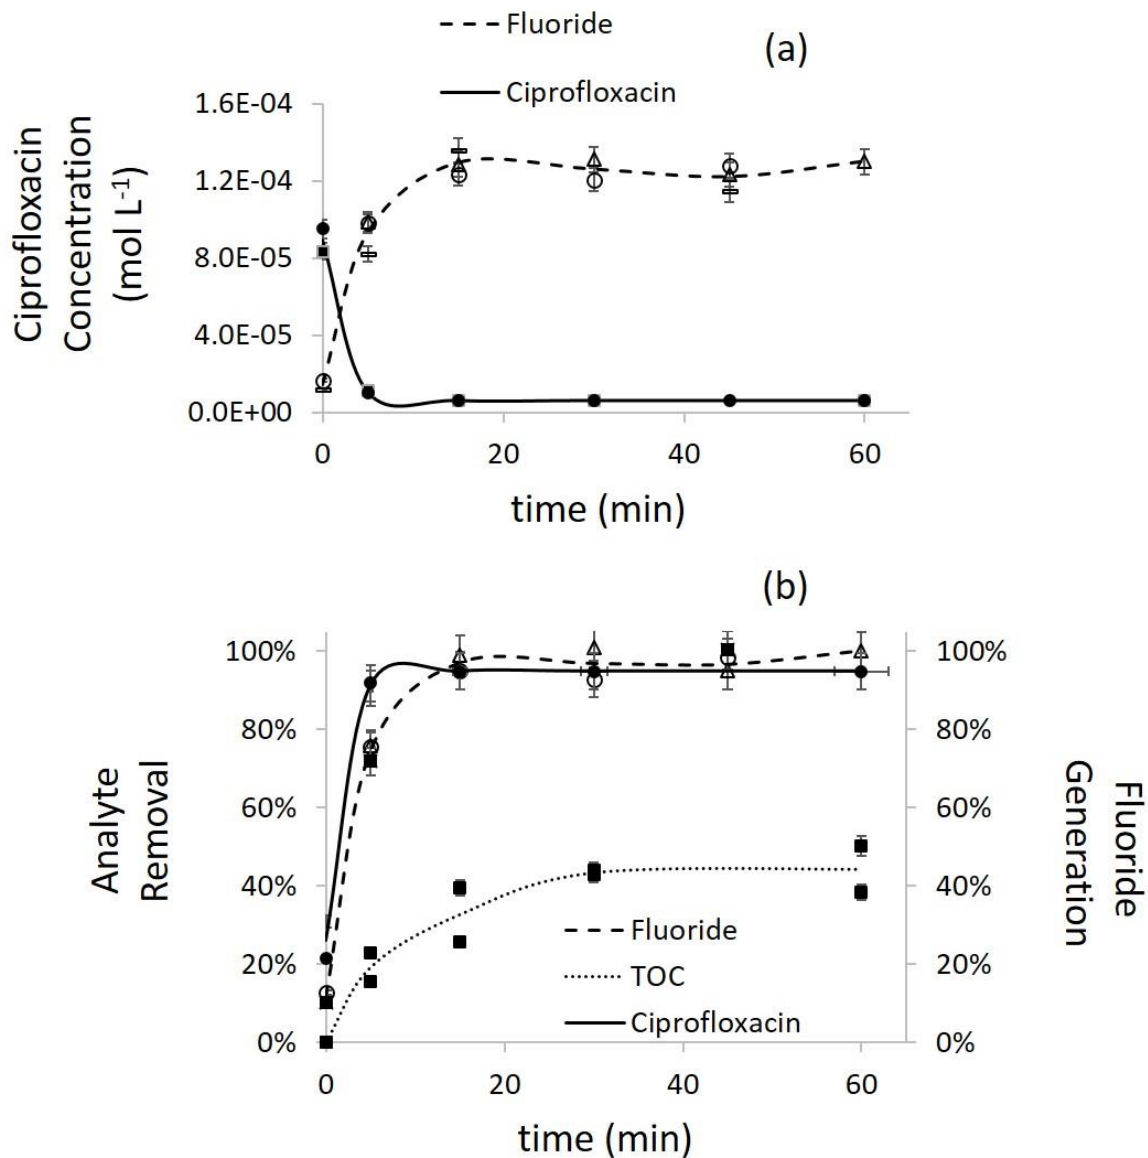 Fluoride
(a)
Ciprofloxacin
Ciprofloxacin
Concentration
(mol L⁻¹)
1.6E-04
1.2E-04
8.0E-05
4.0E-05
0.0E+00
0
20
40
60
time (min)
(b)
Analyte
Removal
100%
80%
60%
40%
20%
0%
Fluoride
TOC
Ciprofloxacin
100%
80%
60%
40%
20%
0%
Fluoride
Generation
0
20
40
60
time (min)